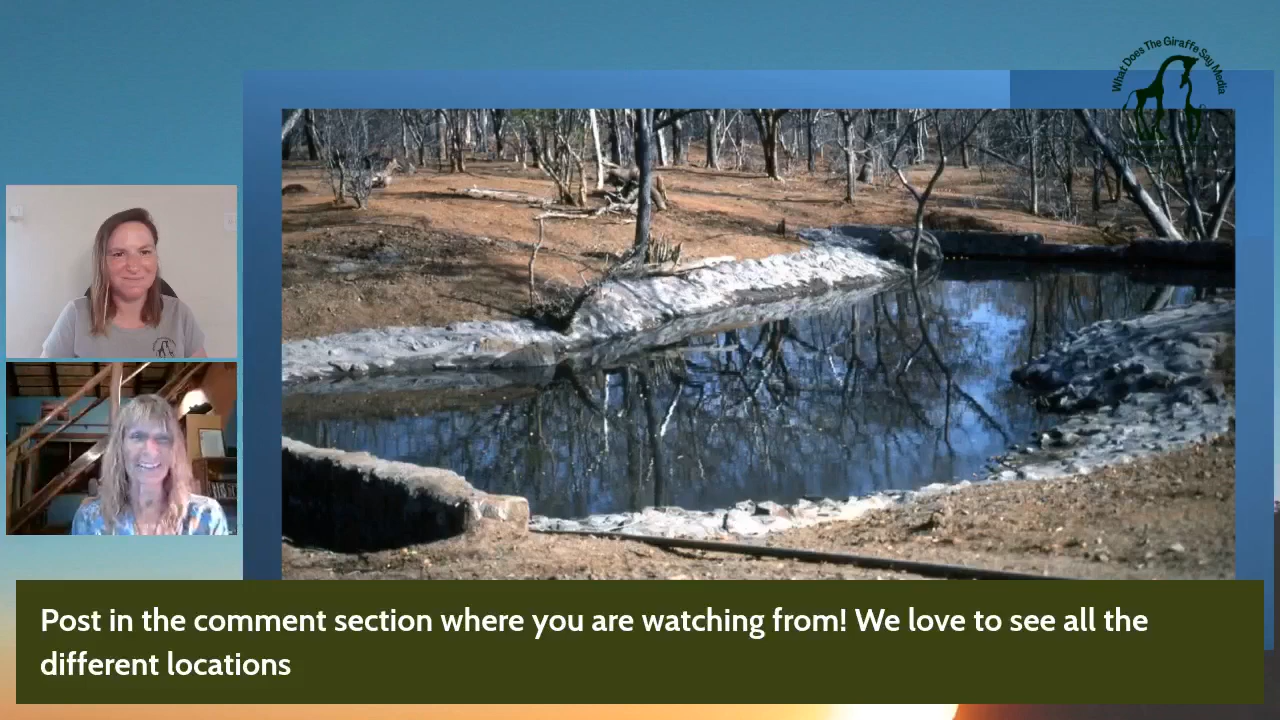 What Does The Giraffe Say Media
Post in the comment section where you are watching from! We love to see all the
different locations